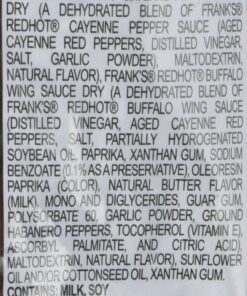 DRY (A DEHYDRATED BLEND OF FRANK'S
REDHOT® CAYENNE PEPPER SAUCE (AGED
CAYENNE RED PEPPERS, DISTILLED VINEGAR,
SALT, GARLIC POWDER), MALTODEXTRIN,
NATURAL FLAVOR), FRANK'S® REDHOT® BUFFALO
WING SAUCE DRY (A DEHYDRATED BLEND OF
FRANK'S® REDHOT® BUFFALO WING SAUCE
(DISTILLED VINEGAR, AGED CAYENNE RED
PEPPERS, SALT, PARTIALLY HYDROGENATED
SOYBEAN OIL, PAPRIKA, XANTHAN GUM, SODIUM
BENZOATE (0.1% AS A PRESERVATIVE), OLEORESIN
PAPRIKA (COLOR), NATURAL BUTTER FLAVOR
(MILK), MONO AND DIGLYCERIDES, GUAR GUM,
POLYSORBATE 60, GARLIC POWDER, GROUND
HABANERO PEPPERS, TOCOPHEROL (VITAMIN E),
ASCORBYL PALMITATE, AND CITRIC ACID),
MALTODEXTRIN, NATURAL FLAVOR), SUNFLOWER
OIL AND/OR COTTONSEED OIL, XANTHAN GUM.
CONTAINS: MILK, SOY